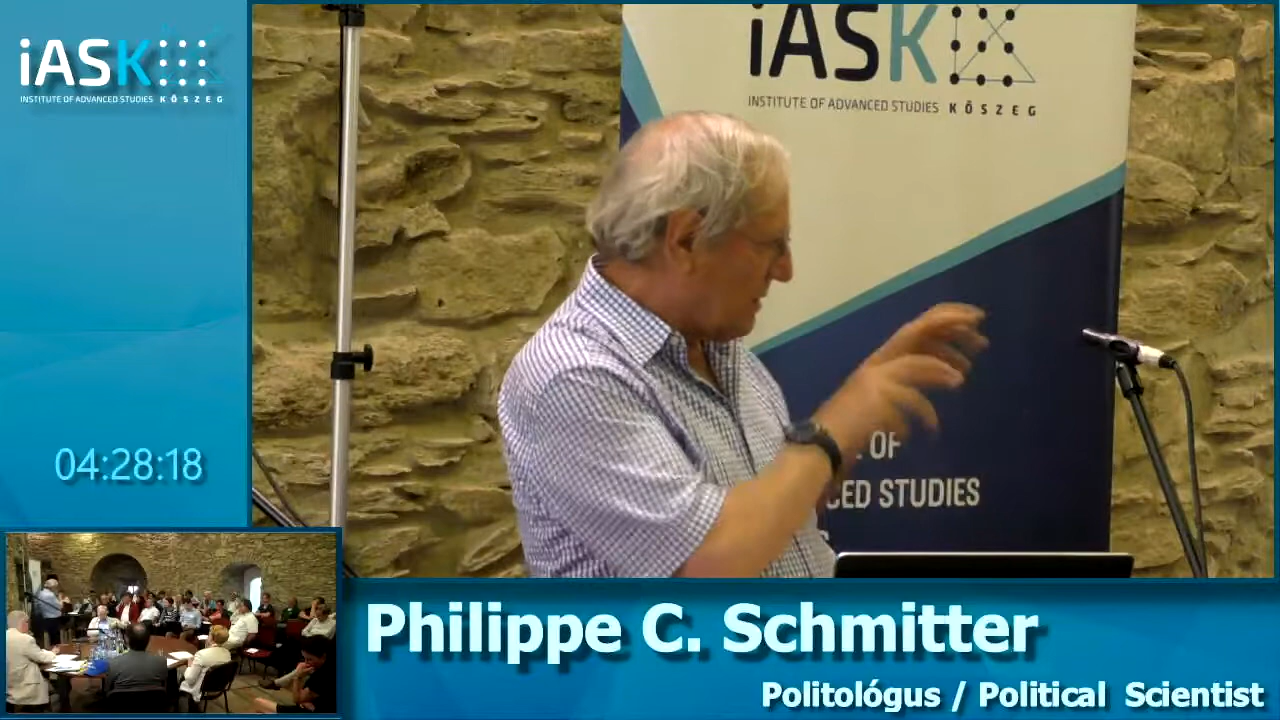 iASK
INSTITUTE OF ADVANCED STUDIES KŐSZEG
iASK
INSTITUTE OF ADVANCED STUDIES KŐSZEG
OF
CED STUDIES
04:28:18
Philippe C. Schmitter
Politológus / Political Scientist